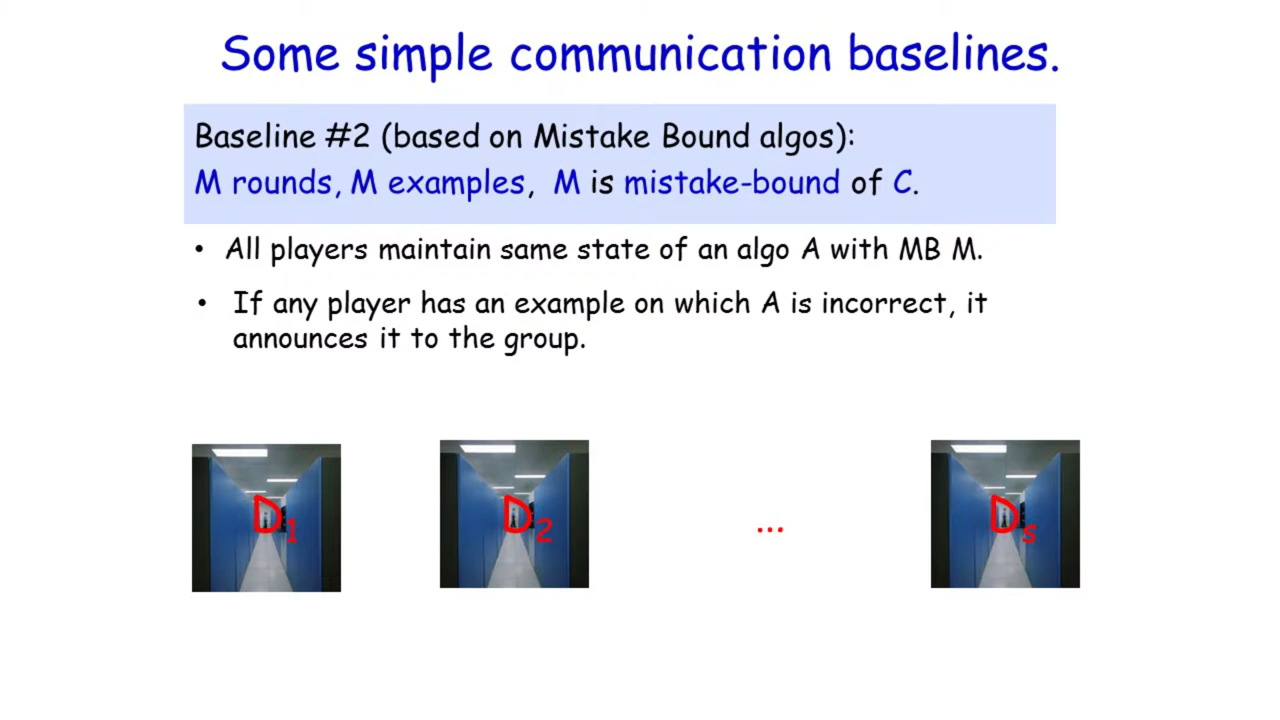 Some simple communication baselines.
Baseline #2 (based on Mistake Bound algos):
M rounds, M examples, M is mistake-bound of C.
• All players maintain same state of an algo A with MB M.
• If any player has an example on which A is incorrect, it
announces it to the group.
D1 D2 ... Ds